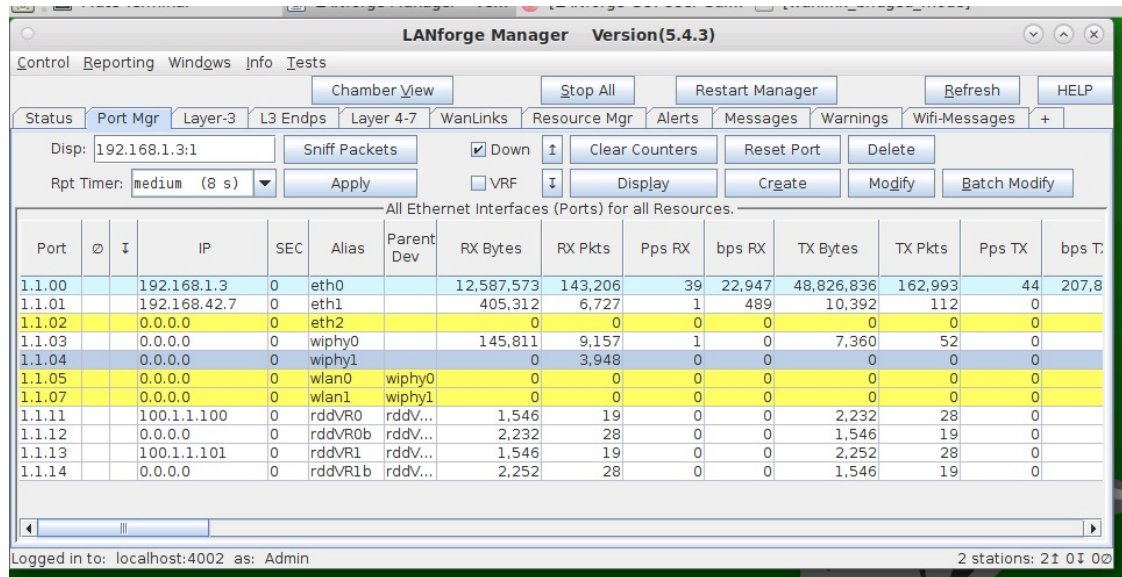 LANforge Manager Version(5.4.3)
Control Reporting Windows Info Tests
Chamber View Stop All Restart Manager Refresh HELP
Status Port Mgr Layer-3 L3 Endps Layer 4-7 WanLinks Resource Mgr Alerts Messages Warnings Wifi-Messages +
Disp: 192.168.1.3:1 Sniff Packets Down Clear Counters Reset Port Delete
Rpt Timer: medium (8 s) Apply VRF Display Create Modify Batch Modify
All Ethernet Interfaces (Ports) for all Resources.
Port IP SEC Alias Parent Dev RX Bytes RX Pkts Pps RX bps RX TX Bytes TX Pkts Pps TX bps T
1.1.00 192.168.1.3 0 eth0 12,587,573 143,206 39 22,947 48,826,836 162,993 44 207,8
1.1.01 192.168.42.7 0 eth1 405,312 6,727 1 489 10,392 112 0
1.1.02 0.0.0.0 0 eth2 0 0 0 0 0 0 0
1.1.03 0.0.0.0 0 wiphy0 145,811 9,157 1 0 7,360 52 0
1.1.04 0.0.0.0 0 wiphy1 0 3,948 0 0 0 0 0
1.1.05 0.0.0.0 0 wlan0 wiphy0 0 0 0 0 0 0 0
1.1.07 0.0.0.0 0 wlan1 wiphy1 0 0 0 0 0 0 0
1.1.11 100.1.1.100 0 rddVR0 rddV... 1,546 19 0 0 2,232 28 0
1.1.12 0.0.0.0 0 rddVR0b rddV... 2,232 28 0 0 1,546 19 0
1.1.13 100.1.1.101 0 rddVR1 rddV... 1,546 19 0 0 2,252 28 0
1.1.14 0.0.0.0 0 rddVR1b rddV... 2,252 28 0 0 1,546 19 0
Logged in to: localhost:4002 as: Admin 2 stations: 2↑ 0↧ 0∅